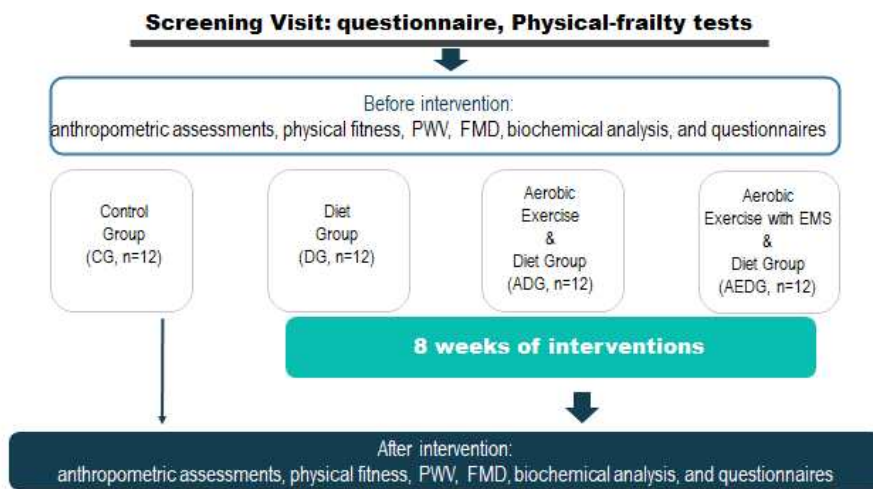 Screening Visit: questionnaire, Physical-frailty tests
Before intervention:
anthropometric assessments, physical fitness, PWV, FMD, biochemical analysis, and questionnaires
Control
Group
(CG, n=12)
Diet
Group
(DG, n=12)
Aerobic
Exercise
&
Diet Group
(ADG, n=12)
Aerobic
Exercise with EMS
&
Diet Group
(AEDG, n=12)
8 weeks of interventions
After intervention:
anthropometric assessments, physical fitness, PWV, FMD, biochemical analysis, and questionnaires